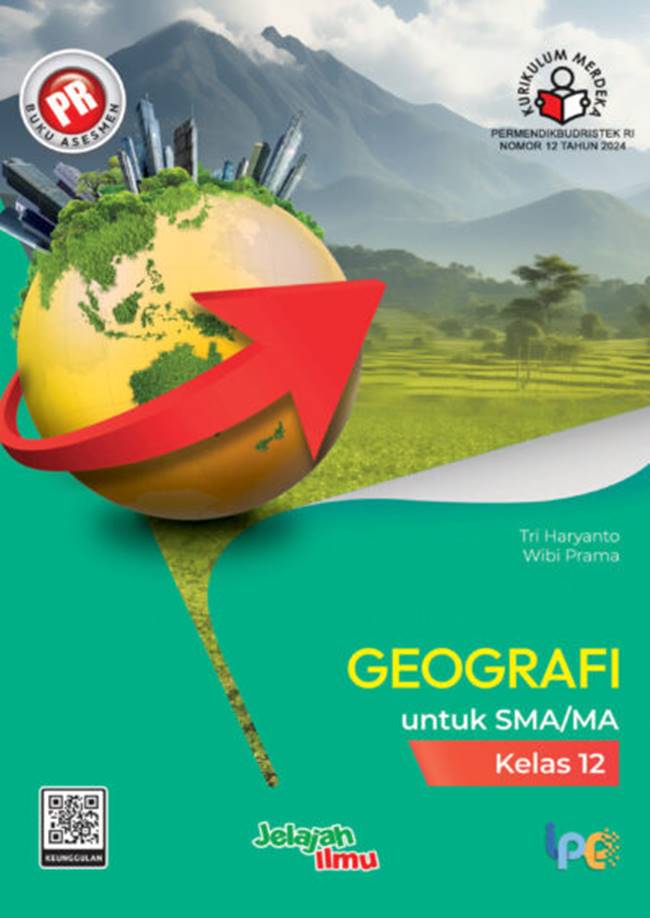 PR
BUKU ASESMEN
KURIKULUM MERDEKA
PERMENDIKBUDRISTEK RI
NOMOR 12 TAHUN 2024
Tri Haryanto
Wibi Prama
GEOGRAFI
untuk SMA/MA
Kelas 12
KEUNGGULAN
Jelajah
Ilmu
ipc